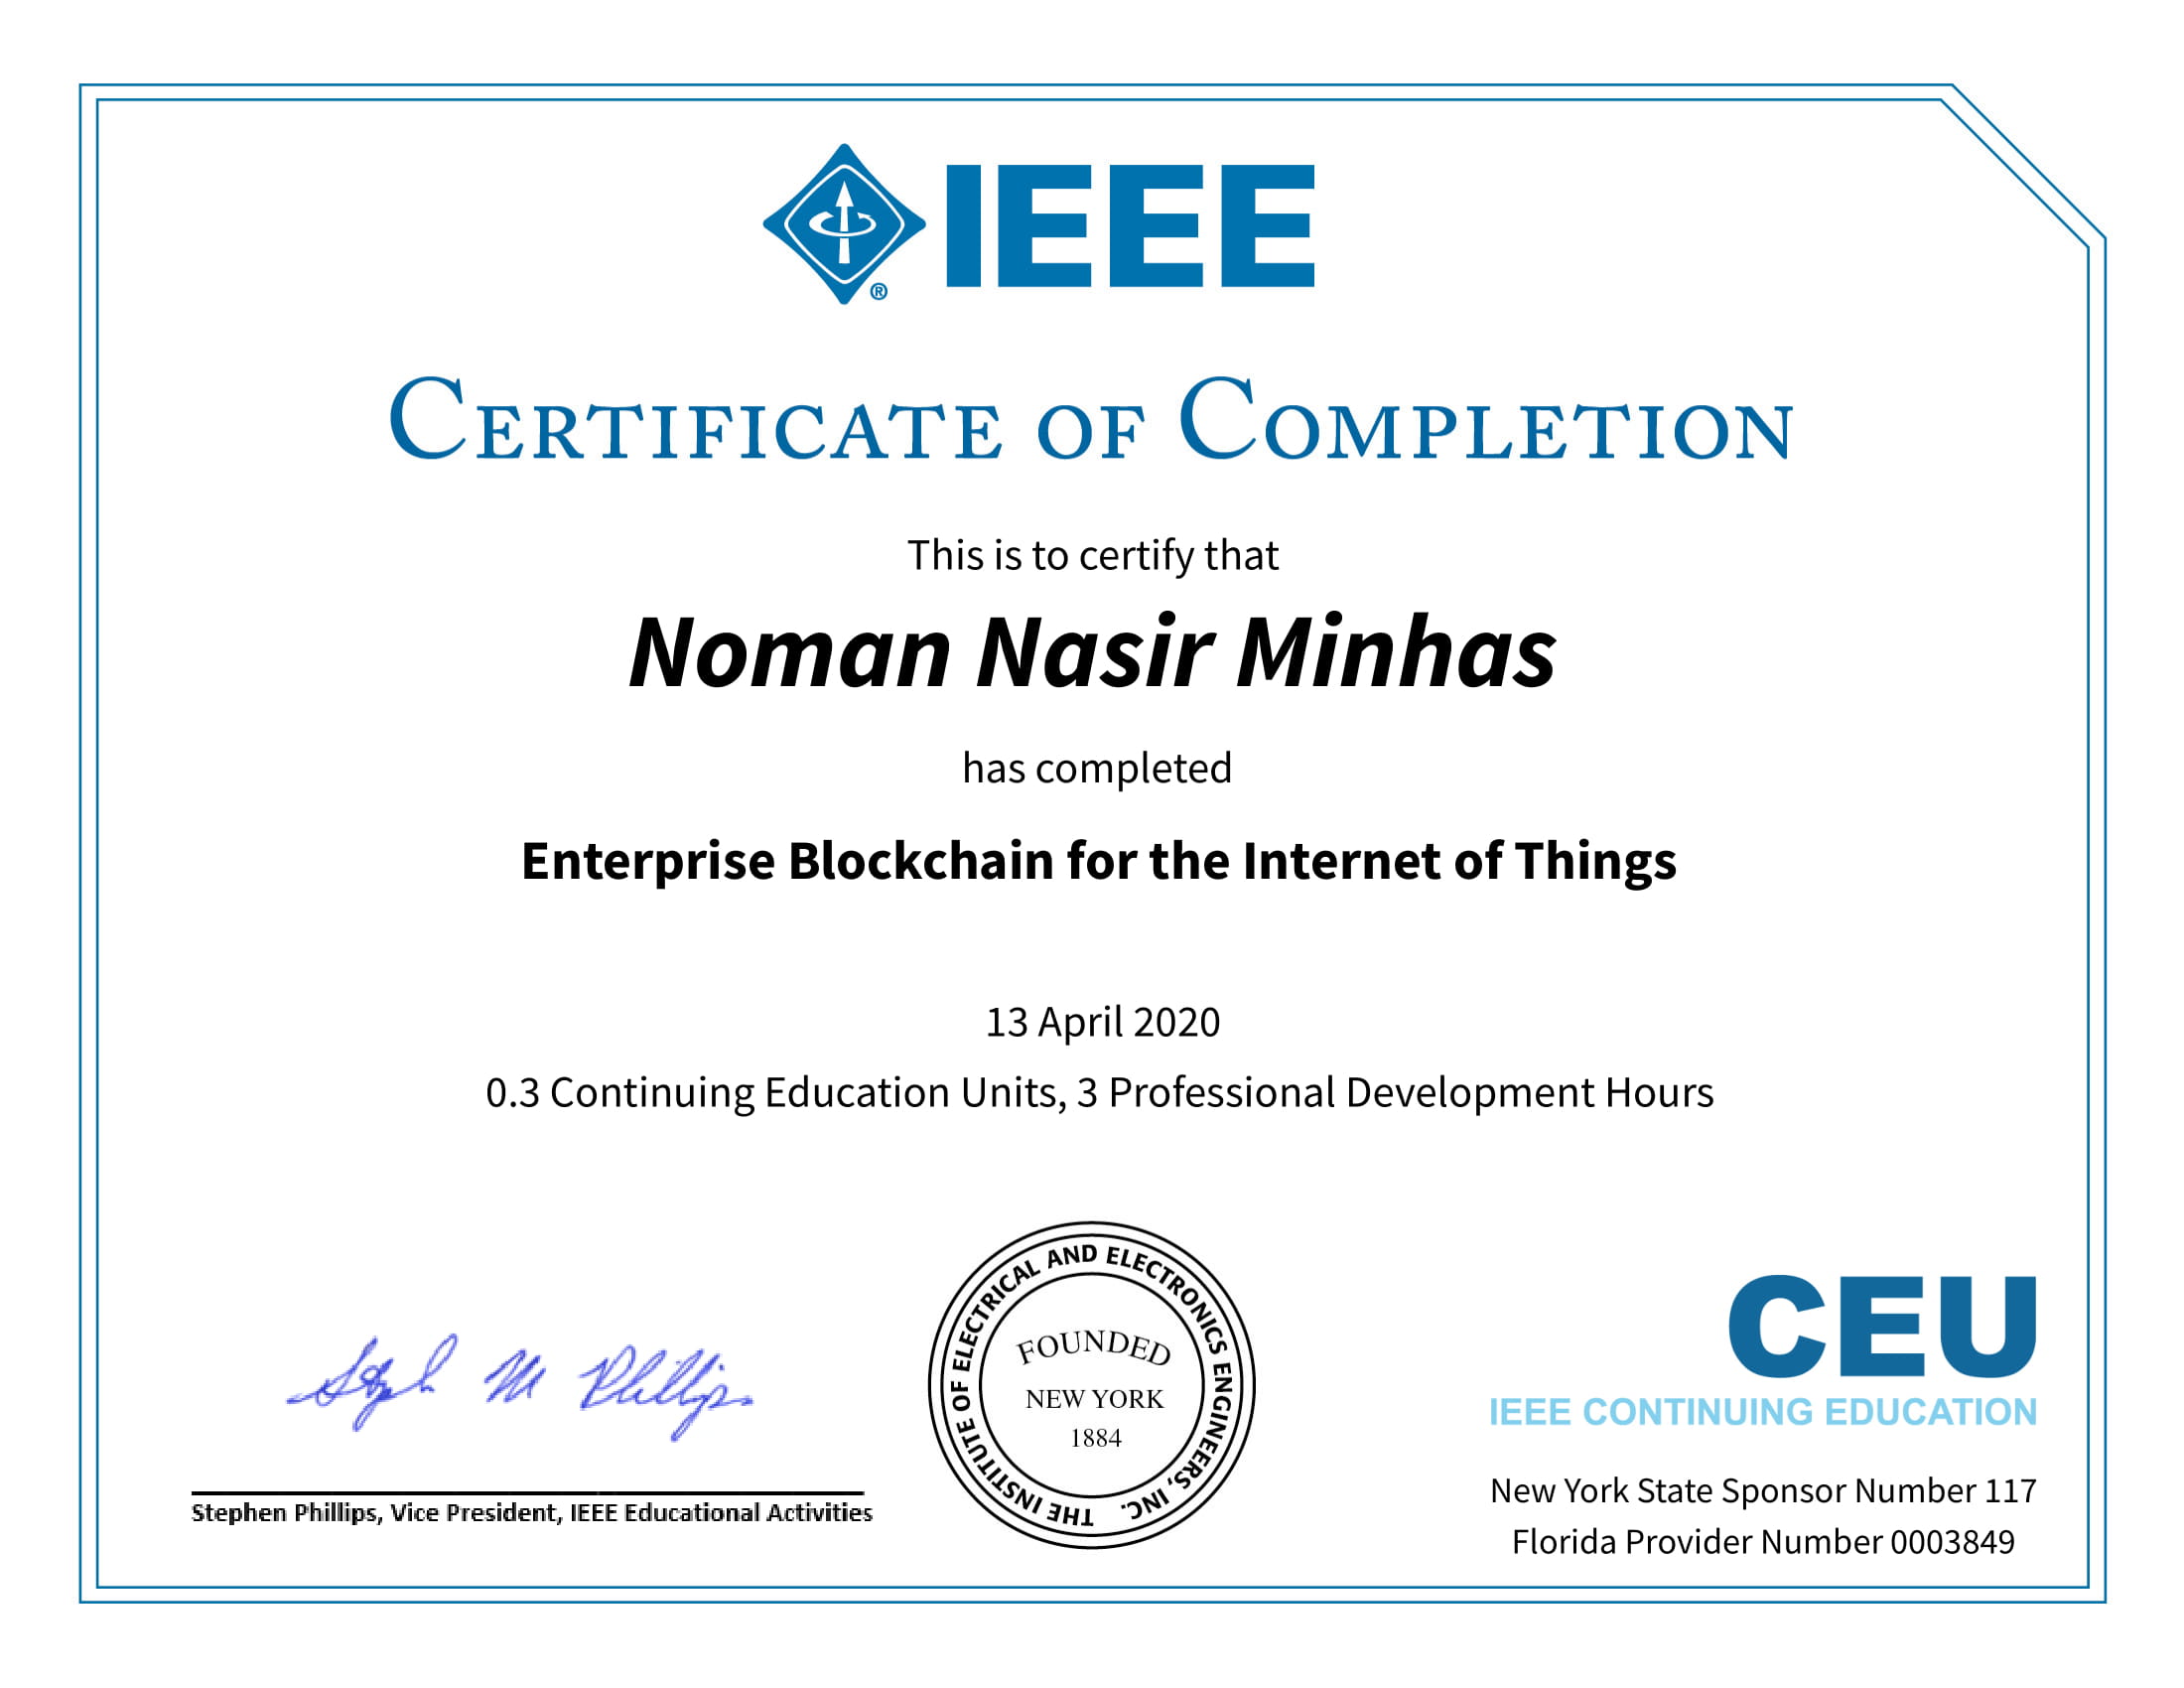 IEEE
®
CERTIFICATE OF COMPLETION
This is to certify that
Noman Nasir Minhas
has completed
Enterprise Blockchain for the Internet of Things
13 April 2020
0.3 Continuing Education Units, 3 Professional Development Hours
Stephen M Phillips
Stephen Phillips, Vice President, IEEE Educational Activities
THE INSTITUTE OF ELECTRICAL AND ELECTRONICS ENGINEERS, INC.
FOUNDED
NEW YORK
1884
CEU
IEEE CONTINUING EDUCATION
New York State Sponsor Number 117
Florida Provider Number 0003849